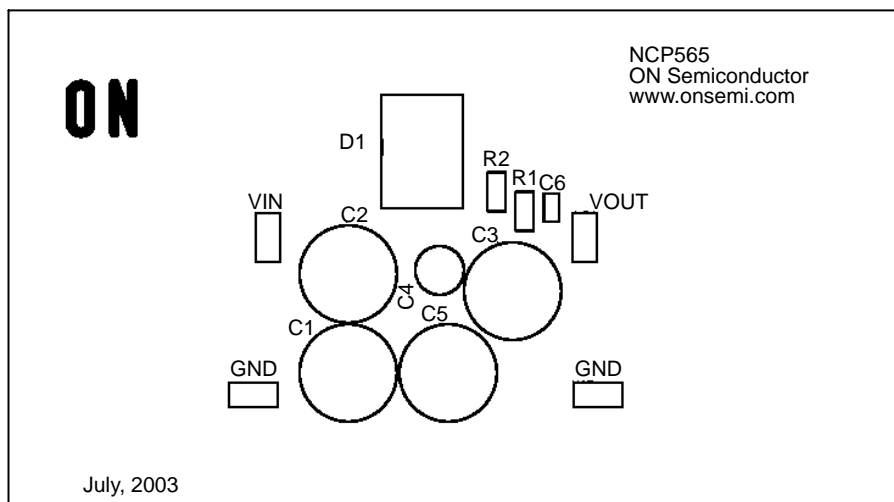 NCP565
ON Semiconductor
www.onsemi.com
ON
D1
R2
R1
C6
VIN
VOUT
C2
C3
C4
C5
C1
GND
GND
July, 2003